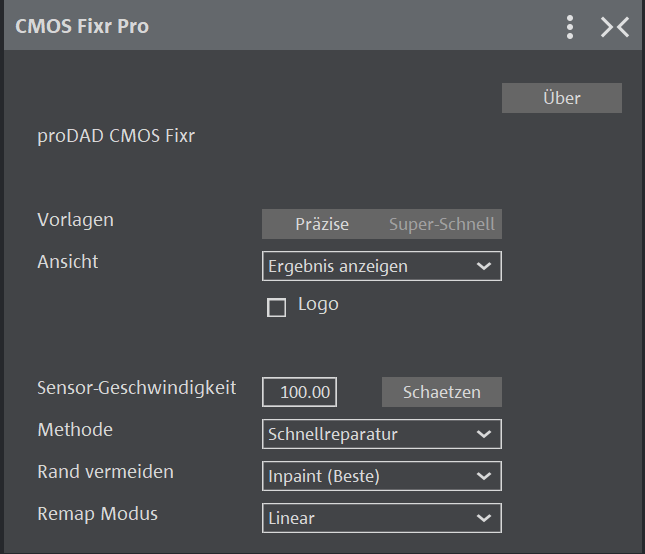 CMOS Fixr Pro
Über
proDAD CMOS Fixr
Vorlagen Präzise Super-Schnell
Ansicht Ergebnis anzeigen
Logo
Sensor-Geschwindigkeit 100.00 Schaetzen
Methode Schnellreparatur
Rand vermeiden Inpaint (Beste)
Remap Modus Linear